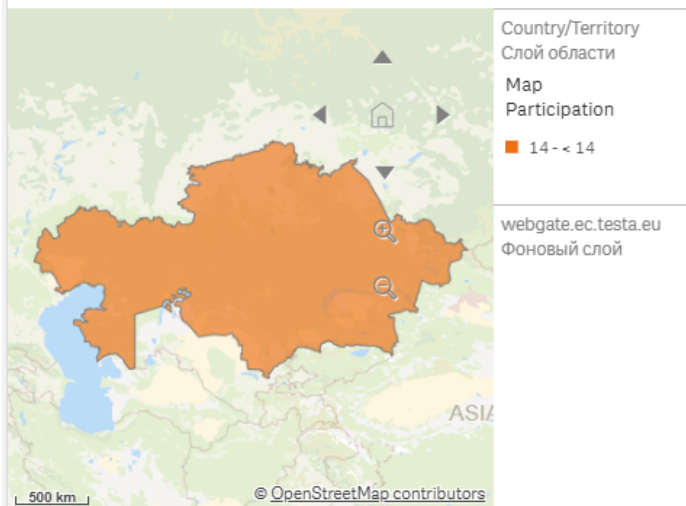 Country/Territory
Слой области
Map
Participation
14 - < 14
webgate.ec.testa.eu
Фоновый слой
ASIA
500 km
© OpenStreetMap contributors